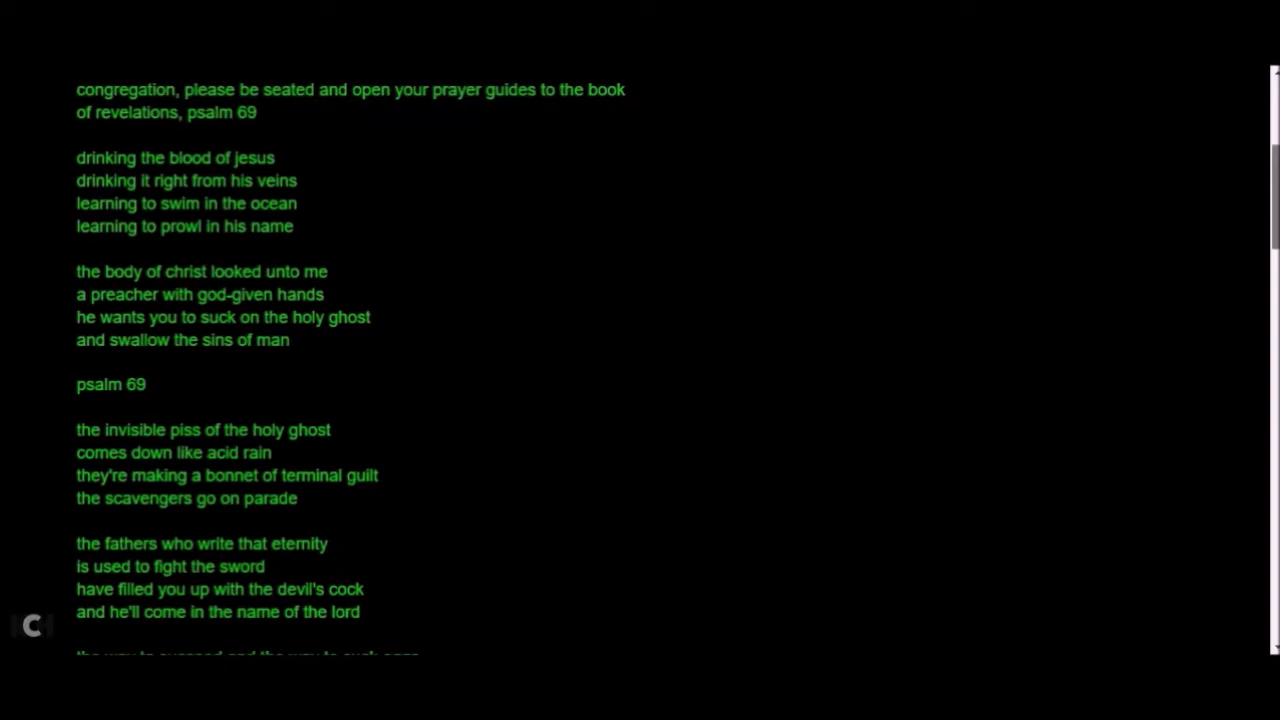 congregation, please be seated and open your prayer guides to the book
of revelations, psalm 69
drinking the blood of jesus
drinking it right from his veins
learning to swim in the ocean
learning to prowl in his name
the body of christ looked unto me
a preacher with god-given hands
he wants you to suck on the holy ghost
and swallow the sins of man
psalm 69
the invisible piss of the holy ghost
comes down like acid rain
they're making a bonnet of terminal guilt
the scavengers go on parade
the fathers who write that eternity
is used to fight the sword
have filled you up with the devil's cock
and he'll come in the name of the lord
C